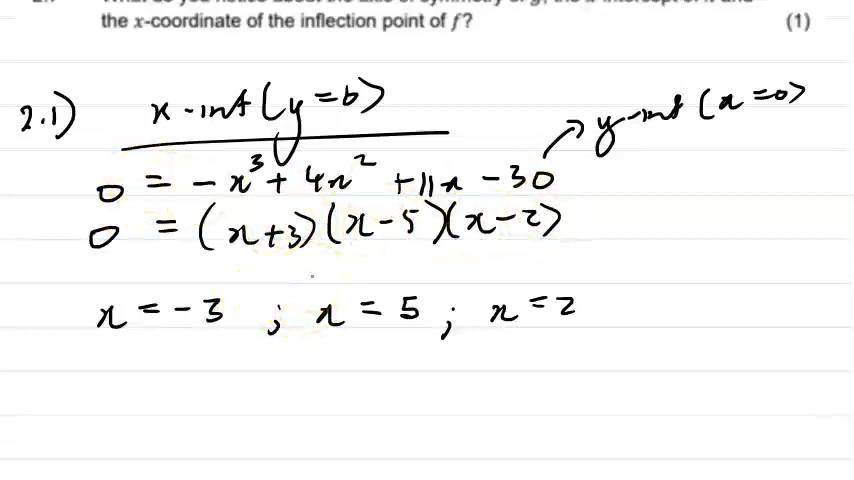 the x-coordinate of the inflection point of f? (1)
2.1) x-int (y=0) y-int (x=0)
0 = -x³ + 4x² + 11x - 30
0 = (x+3)(x-5)(x-2)
x = -3 ; x = 5 ; x = 2